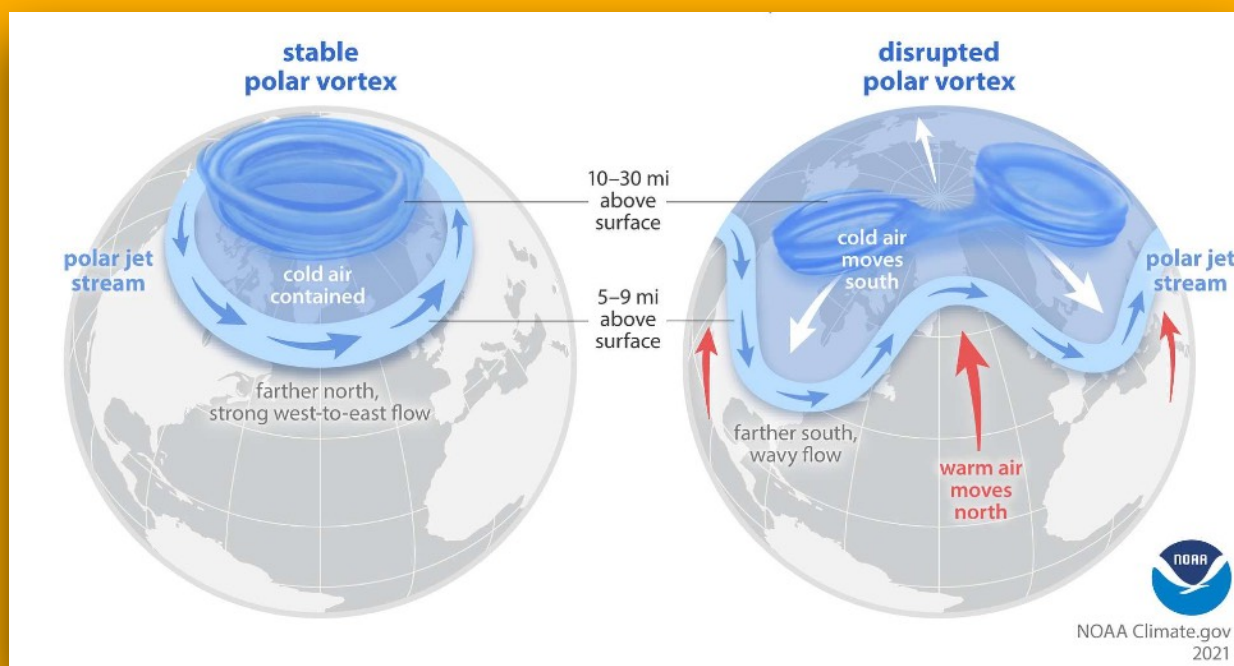 stable
polar vortex
disrupted
polar vortex
10–30 mi
above
surface
polar jet
stream
cold air
contained
cold air
moves
south
polar jet
stream
5–9 mi
above
surface
farther north,
strong west-to-east flow
farther south,
wavy flow
warm air
moves
north
NOAA
NOAA Climate.gov
2021